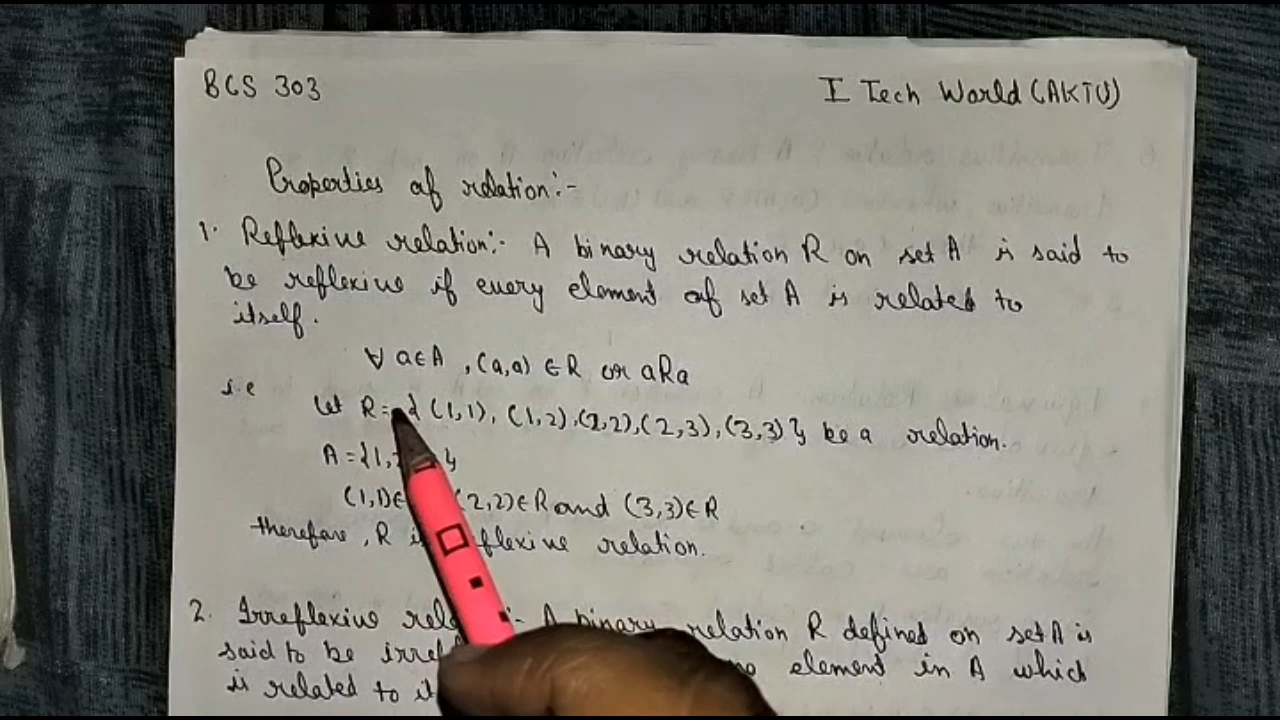 BCS 303
I Tech World (AKTU)
Properties of relation:-
1. Reflexive relation:- A binary relation R on set A is said to
be reflexive if every element of set A is related to
itself.
∀ a∈A , (a,a) ∈ R or aRa
i.e
let R={ (1,1), (1,2), (2,2), (2,3), (3,3)} be a relation.
A = {1, }
(1,1)∈ (2,2)∈R and (3,3)∈R
therefore, R relation.
2. Irreflexive A binary relation R defined on set A is
said to be element in A which
is related to